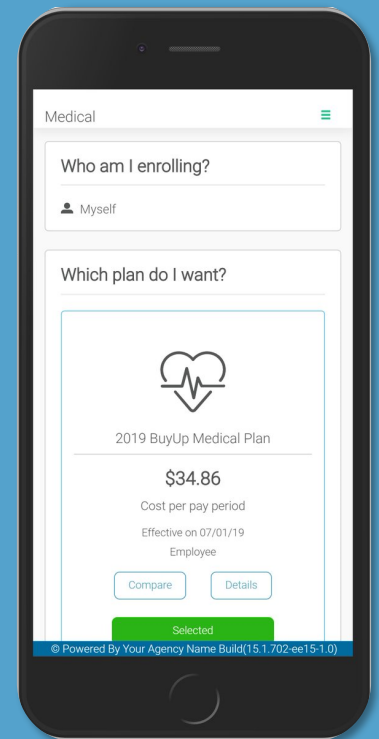 Medical
Who am I enrolling?
Myself
Which plan do I want?
2019 BuyUp Medical Plan
$34.86
Cost per pay period
Effective on 07/01/19
Employee
Compare Details
Selected
© Powered By Your Agency Name Build(15.1.702-ee15-1.0)